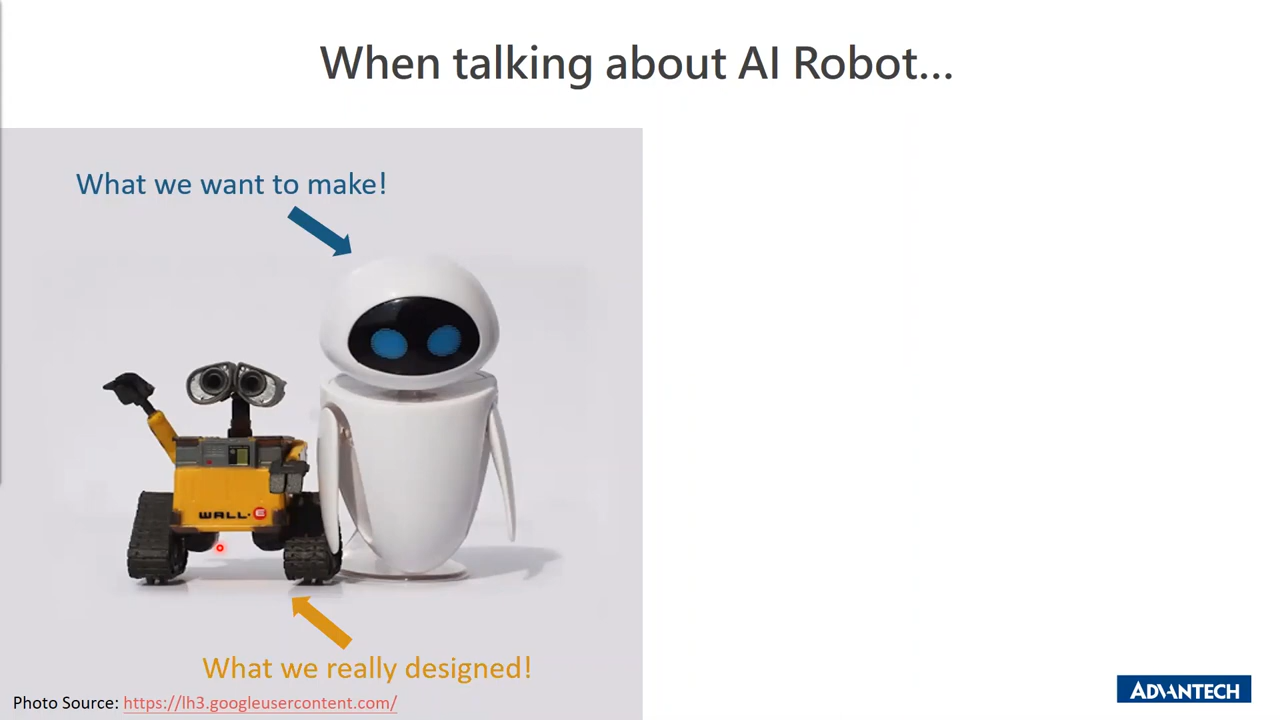 When talking about AI Robot...
What we want to make!
WALL·E
What we really designed!
Photo Source: https://lh3.googleusercontent.com/
ADVANTECH